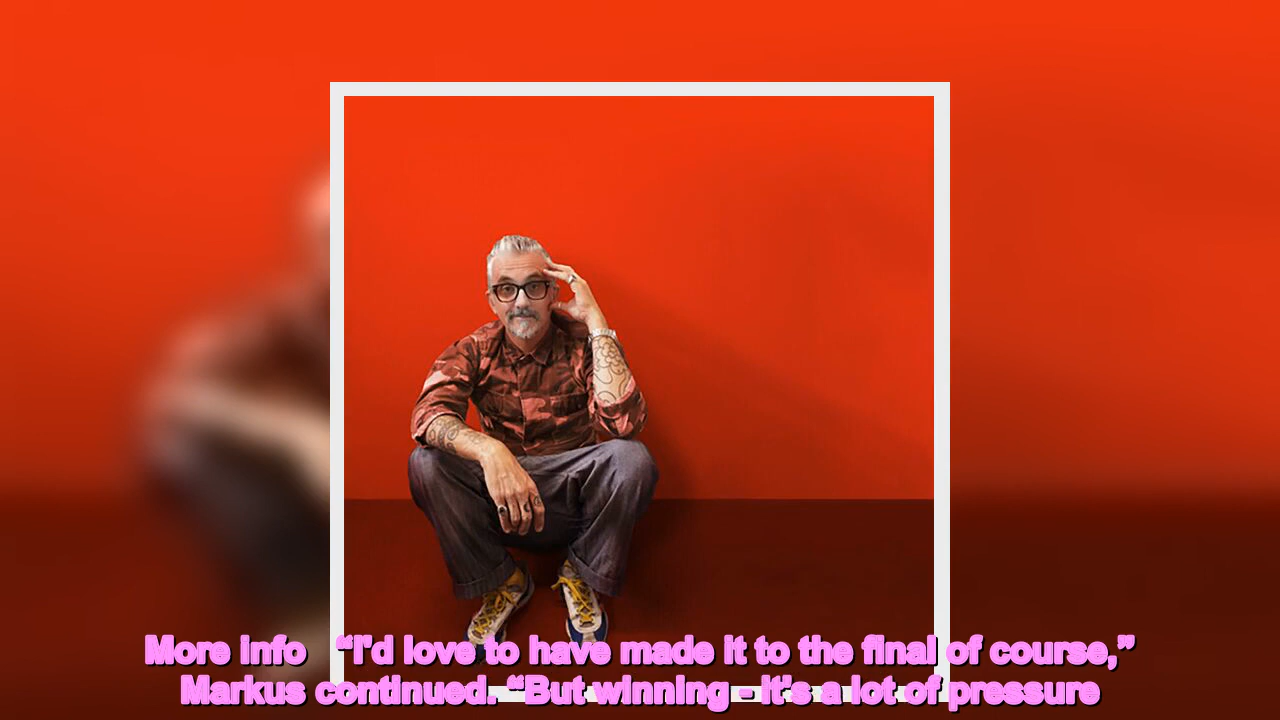 More info “I'd love to have made it to the final of course,”
Markus continued. “But winning - it's a lot of pressure